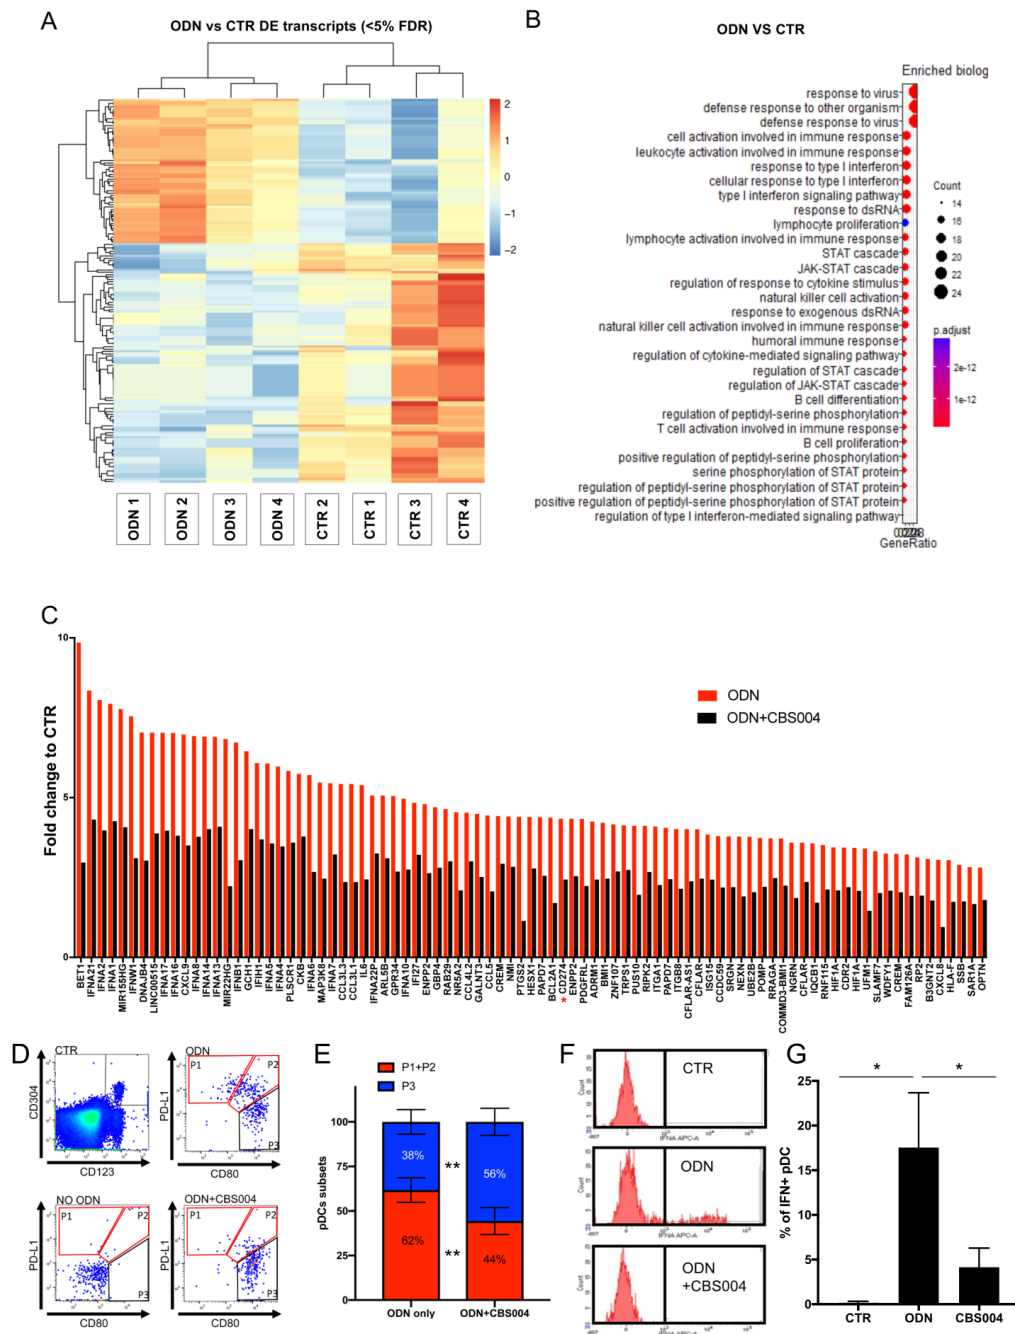 A
ODN vs CTR DE transcripts (<5% FDR)
2
1
0
−1
−2
ODN 1
ODN 2
ODN 3
ODN 4
CTR 2
CTR 1
CTR 3
CTR 4
B
ODN VS CTR
Enriched biolog
response to virus
defense response to other organism
defense response to virus
cell activation involved in immune response
leukocyte activation involved in immune response
response to type I interferon
cellular response to type I interferon
type I interferon signaling pathway
response to dsRNA
lymphocyte proliferation
lymphocyte activation involved in immune response
STAT cascade
JAK-STAT cascade
regulation of response to cytokine stimulus
natural killer cell activation
response to exogenous dsRNA
natural killer cell activation involved in immune response
humoral immune response
regulation of cytokine-mediated signaling pathway
regulation of STAT cascade
regulation of JAK-STAT cascade
B cell differentiation
regulation of peptidyl-serine phosphorylation
T cell activation involved in immune response
B cell proliferation
positive regulation of peptidyl-serine phosphorylation
serine phosphorylation of STAT protein
regulation of peptidyl-serine phosphorylation of STAT protein
positive regulation of peptidyl-serine phosphorylation of STAT protein
regulation of type I interferon-mediated signaling pathway
GeneRatio
Count
14
16
18
20
22
24
p.adjust
2e-12
1e-12
C
Fold change to CTR
10
5
0
ODN
ODN+CBS004
BET1
IFNA21
IFNA2
IFNA1
MIR155HG
IFNW1
DNAJB4
LINC00515
IFNA17
IFNA16
CXCL9
IFNA8
IFNA14
IFNA13
MIR22HG
IFNB1
GCH1
IFIH1
IFNA5
IFNA4
PLSCR1
CKB
IFNA6
MAP3K8
IFNA7
CCL3L3
CCL3L1
IL6
IFNA22P
ARL5B
GPR34
IFNA10
IFI27
ENPP2
GBP4
RAB29
NR5A2
CCL4L2
GALNT3
CCL5
CREM
NMI
PTGS2
HESX1
PAPD7
BCL2A1
CD274
*
ENPP2
PDGFRL
ADRM1
BMI1
ZNF107
TRPS1
PUS10
RIPK2
ITGA1
PAPD7
ITGB8
CFLAR-AS1
CFLAR
ISG15
CCDC59
SRGN
NEXN
UBE2B
POMP
RRAGA
COMMD3-BMI1
NGRN
CFLAR
IQCB1
RNF115
HIF1A
CDR2
HIF1A
UFM1
SLAMF7
WDFY1
CREM
FAM126A
RP2
B3GNT2
CXCL8
HLA-F
SSB
SAR1A
OPTN
D
CTR
CD304
CD123
ODN
P1
P2
P3
PD-L1
CD80
NO ODN
P1
P2
P3
PD-L1
CD80
ODN+CBS004
P1
P2
P3
PD-L1
CD80
E
P1+P2
P3
pDCs subsets
100
75
50
25
0
38%
62%
56%
44%
**
**
ODN only
ODN+CBS004
F
CTR
Count
IFNA APC-A
ODN
Count
IFNA APC-A
ODN
+CBS004
Count
IFNA APC-A
G
% of IFN+ pDC
25
20
15
10
5
0
*
*
CTR
ODN
CBS004